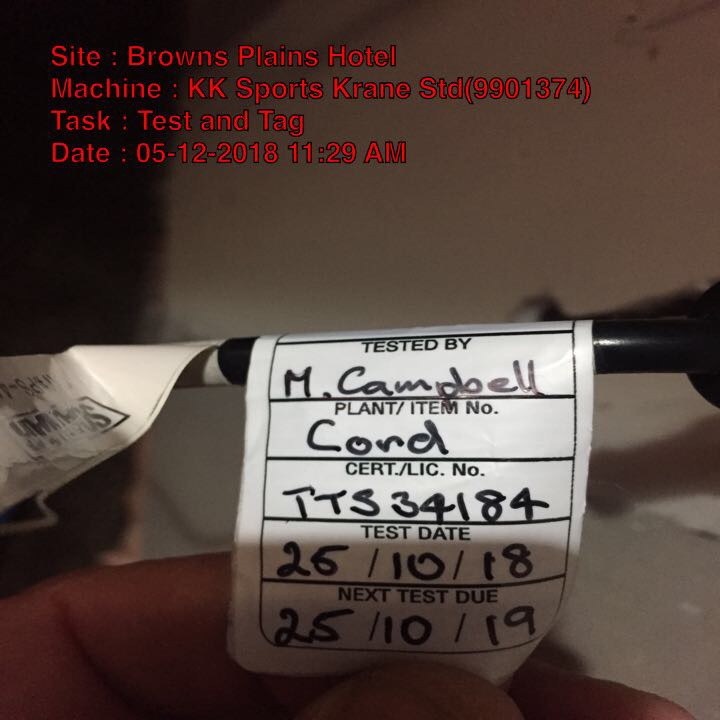 Site : Browns Plains Hotel
Machine : KK Sports Krane Std(9901374)
Task : Test and Tag
Date : 05-12-2018 11:29 AM
TESTED BY
M. Campbell
PLANT/ ITEM No.
Cord
CERT./LIC. No.
TTS34184
TEST DATE
26/10/18
NEXT TEST DUE
25/10/19